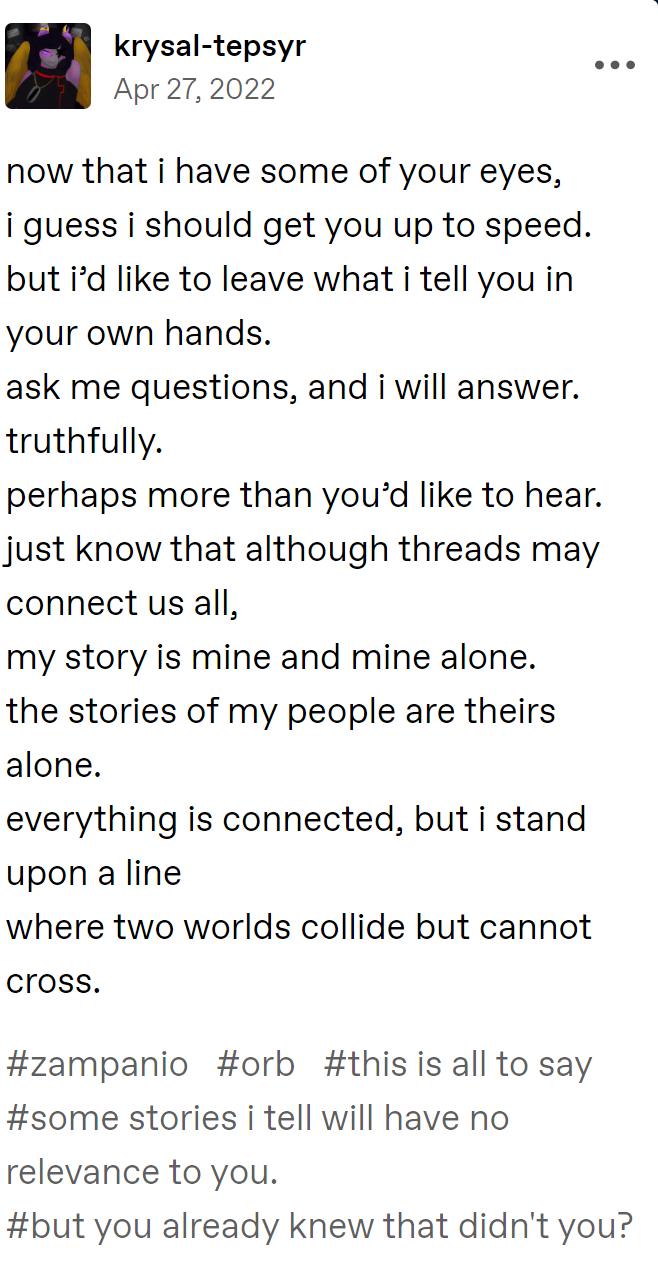 krysal-tepsyr
Apr 27, 2022
now that i have some of your eyes,
i guess i should get you up to speed.
but i’d like to leave what i tell you in
your own hands.
ask me questions, and i will answer.
truthfully.
perhaps more than you’d like to hear.
just know that although threads may
connect us all,
my story is mine and mine alone.
the stories of my people are theirs
alone.
everything is connected, but i stand
upon a line
where two worlds collide but cannot
cross.
#zampanio #orb #this is all to say
#some stories i tell will have no
relevance to you.
#but you already knew that didn't you?